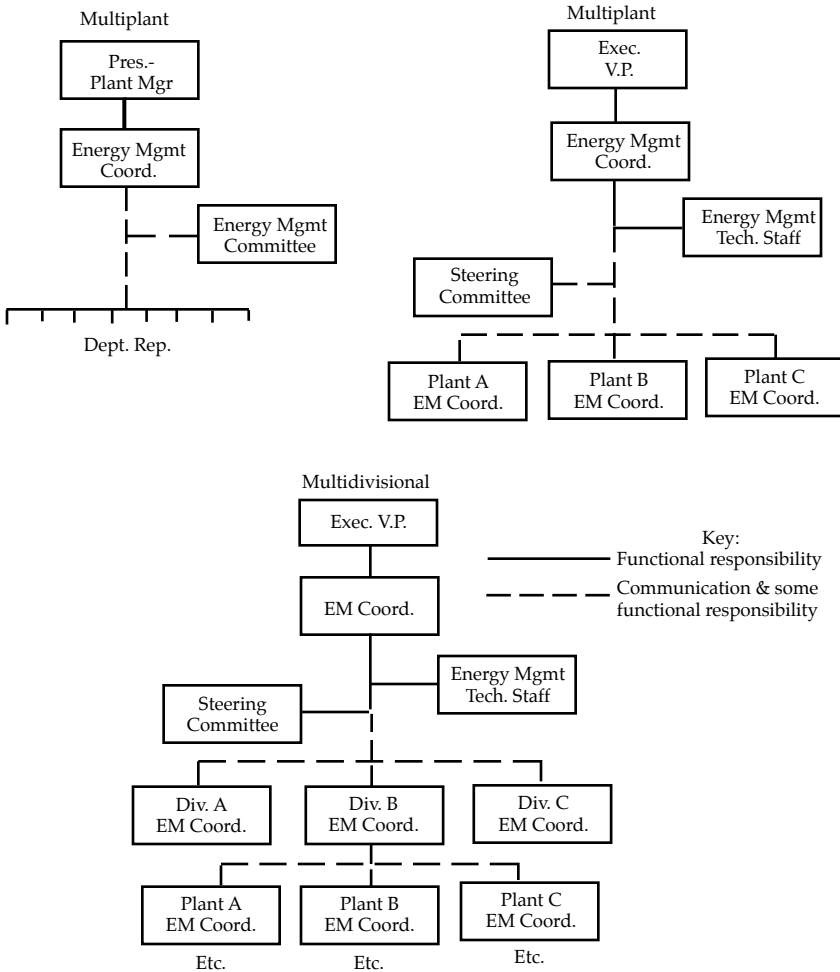 Multiplant
Pres.-
Plant Mgr
Energy Mgmt
Coord.
Energy Mgmt
Committee
Dept. Rep.
Multiplant
Exec.
V.P.
Energy Mgmt
Coord.
Energy Mgmt
Tech. Staff
Steering
Committee
Plant A
EM Coord.
Plant B
EM Coord.
Plant C
EM Coord.
Multidivisional
Exec. V.P.
EM Coord.
Energy Mgmt
Tech. Staff
Steering
Committee
Div. A
EM Coord.
Div. B
EM Coord.
Div. C
EM Coord.
Plant A
EM Coord.
Plant B
EM Coord.
Plant C
EM Coord.
Etc.
Etc.
Etc.
Key:
Functional responsibility
Communication & some
functional responsibility